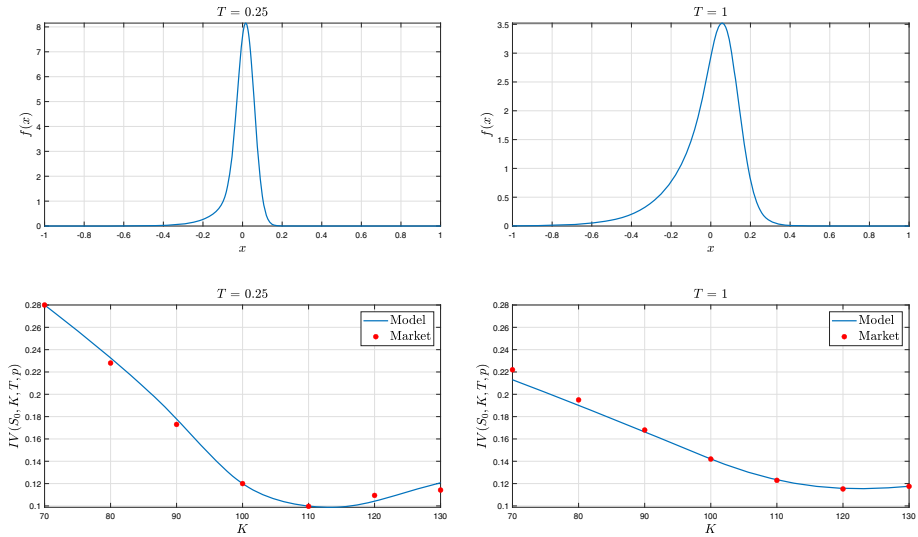 T = 0.25
8
7
6
5
4
3
2
1
0
f(x)
-1 -0.8 -0.6 -0.4 -0.2 0 0.2 0.4 0.6 0.8 1
x
T = 1
3.5
3
2.5
2
1.5
1
0.5
0
f(x)
-1 -0.8 -0.6 -0.4 -0.2 0 0.2 0.4 0.6 0.8 1
x
T = 0.25
0.28
0.26
0.24
0.22
0.2
0.18
0.16
0.14
0.12
0.1
IV(S₀, K, T, p)
Model
Market
70 80 90 100 110 120 130
K
T = 1
0.28
0.26
0.24
0.22
0.2
0.18
0.16
0.14
0.12
0.1
IV(S₀, K, T, p)
Model
Market
70 80 90 100 110 120 130
K